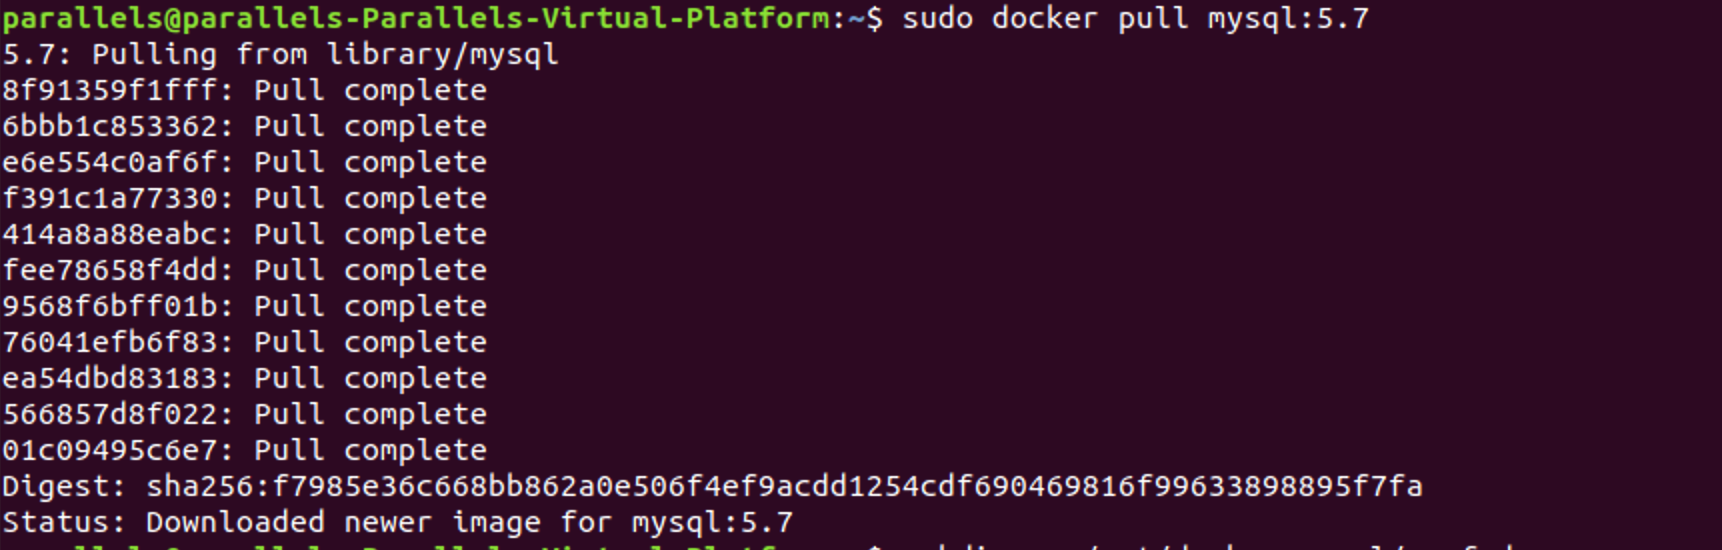 parallels@parallels-Parallels-Virtual-Platform:~$ sudo docker pull mysql:5.7
5.7: Pulling from library/mysql
8f91359f1fff: Pull complete
6bbb1c853362: Pull complete
e6e554c0af6f: Pull complete
f391c1a77330: Pull complete
414a8a88eabc: Pull complete
fee78658f4dd: Pull complete
9568f6bff01b: Pull complete
76041efb6f83: Pull complete
ea54dbd83183: Pull complete
566857d8f022: Pull complete
01c09495c6e7: Pull complete
Digest: sha256:f7985e36c668bb862a0e506f4ef9acdd1254cdf690469816f99633898895f7fa
Status: Downloaded newer image for mysql:5.7